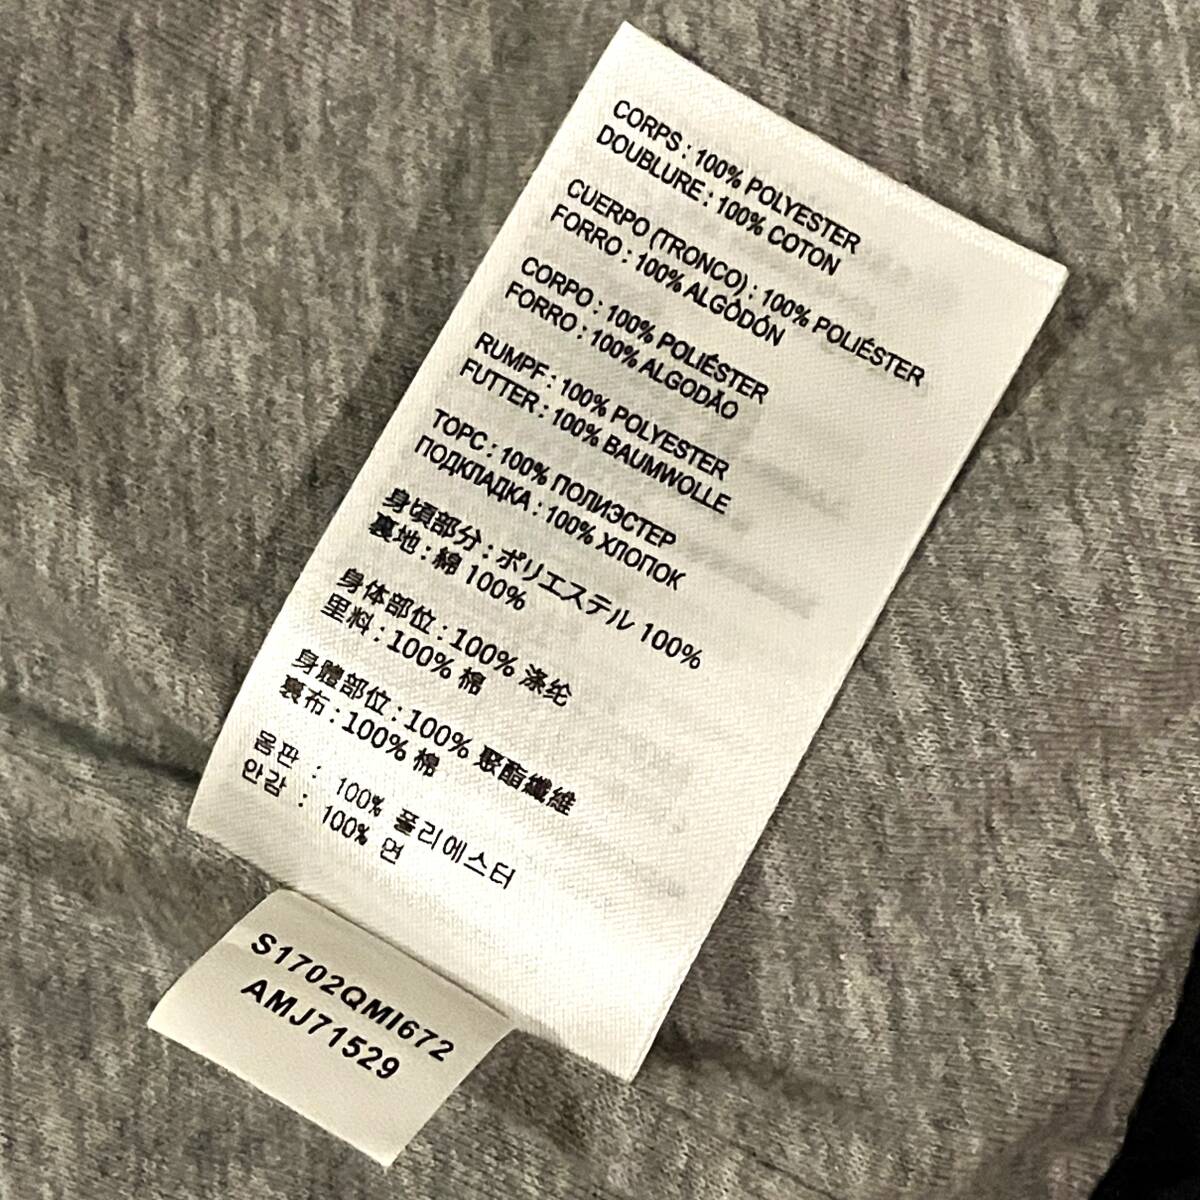 CORPS : 100% POLYESTER
DOUBLURE : 100% COTON
CUERPO (TRONCO) : 100% POLIÉSTER
FORRO : 100% ALGODÓN
CORPO : 100% POLIÉSTER
FORRO : 100% ALGODÃO
RUMPF : 100% POLYESTER
FUTTER : 100% BAUMWOLLE
ТОРС : 100% ПОЛИЭСТЕР
ПОДКЛАДКА : 100% ХЛОПОК
身頃部分 : ポリエステル 100%
裏地 : 綿 100%
身体部位 : 100% 涤纶
里料 : 100% 棉
身體部位 : 100% 聚酯纖維
裏布 : 100% 棉
몸판 : 100% 폴리에스터
안감 : 100% 면
S1702QMI672
AMJ71529